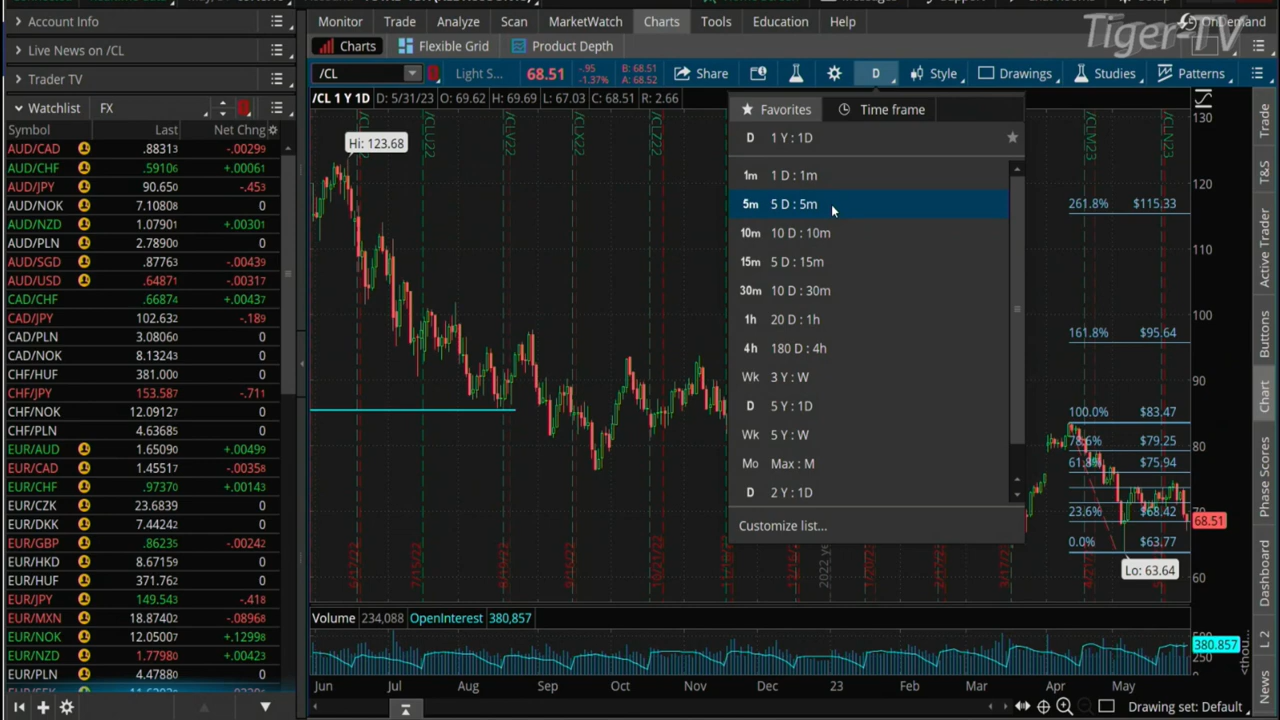 Account Info
Live News on /CL
Tiger TV
Watchlist FX
Symbol Last Net Chng
AUD/CAD .88313 -.00299
AUD/CHF .59106 +.00061
AUD/JPY 90.650 -.453
AUD/NOK 7.10808 0
AUD/NZD 1.07901 +.00301
AUD/PLN 2.78900 0
AUD/SGD .87763 -.00439
AUD/USD .64871 -.00317
CAD/CHF .66874 +.00437
CAD/JPY 102.632 -.189
CAD/PLN 3.08060 0
CAD/NOK 8.13243 0
CHF/HUF 381.000 0
CHF/JPY 153.587 -.711
CHF/NOK 12.09127 0
CHF/PLN 4.63685 0
EUR/AUD 1.65090 +.00499
EUR/CAD 1.45517 -.00358
EUR/CHF .97370 +.00143
EUR/CZK 23.6839 0
EUR/DKK 7.44242 0
EUR/GBP .86235 -.00242
EUR/HKD 8.67159 0
EUR/HUF 371.762 0
EUR/JPY 149.543 -.418
EUR/MXN 18.87402 -.08968
EUR/NOK 12.05007 +.12998
EUR/NZD 1.77980 +.00423
EUR/PLN 4.47880 0
Monitor Trade Analyze Scan MarketWatch Charts Tools Education Help
Tiger-TV
OnDemand
Charts Flexible Grid Product Depth
/CL Light S... 68.51 -.95 -1.37% B: 68.51 A: 68.52 Share D Style Drawings Studies Patterns
/CL 1 Y 1D D: 5/31/23 O: 69.62 H: 69.69 L: 67.03 C: 68.51 R: 2.66
Favorites Time frame
D 1 Y : 1D
1m 1 D : 1m
5m 5 D : 5m
10m 10 D : 10m
15m 5 D : 15m
30m 10 D : 30m
1h 20 D : 1h
4h 180 D : 4h
Wk 3 Y : W
D 5 Y : 1D
Wk 5 Y : W
Mo Max : M
D 2 Y : 1D
Customize list...
Hi: 123.68
/CLU22
/CLV22
/CLX22
/CLZ22
/CLM23
/CLN23
261.8% $115.33
161.8% $95.64
100.0% $83.47
78.6% $79.25
61.8% $75.94
23.6% $68.42
0.0% $63.77
Lo: 63.64
130
120
110
100
90
80
68.51
60
Volume 234,088 OpenInterest 380,857
380.857
250
Jun Jul Aug Sep Oct Nov Dec 23 Feb Mar Apr May
Drawing set: Default
Trade
T&S
Active Trader
Buttons
Chart
Phase Scores
Dashboard
L 2
News